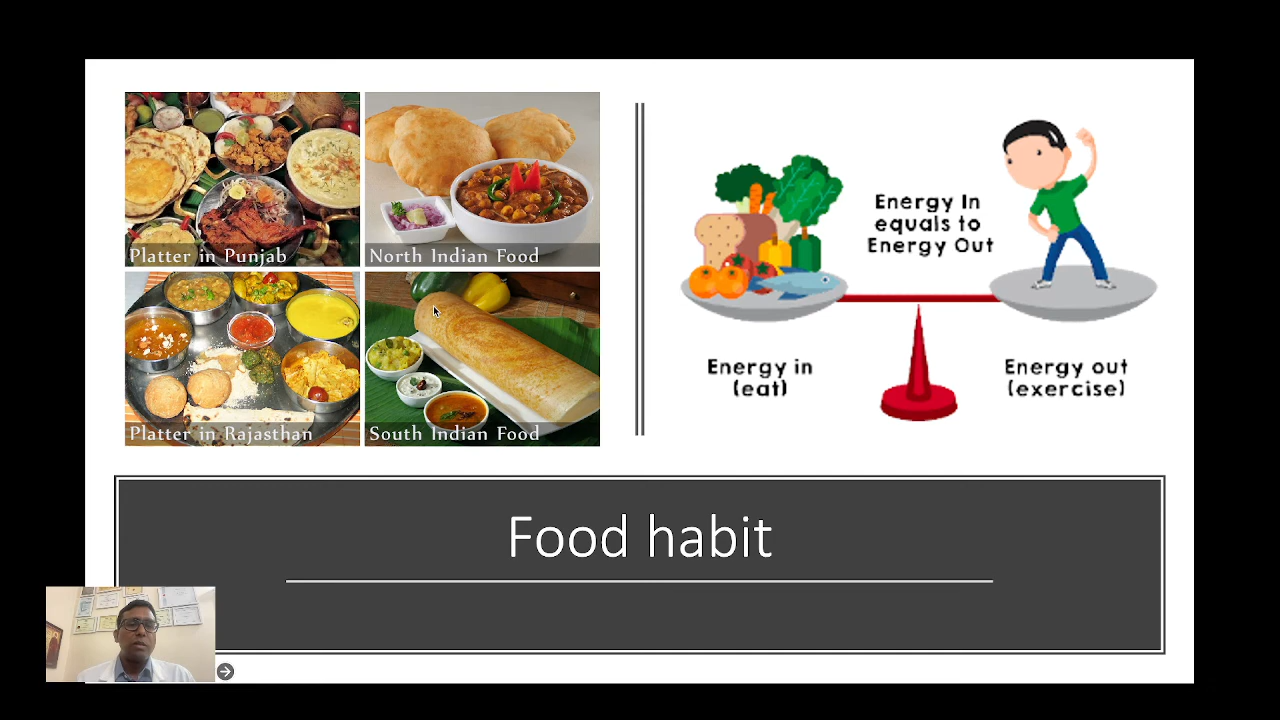 Platter in Punjab
North Indian Food
Platter in Rajasthan
South Indian Food
Energy In
equals to
Energy Out
Energy in
(eat)
Energy out
(exercise)
Food habit